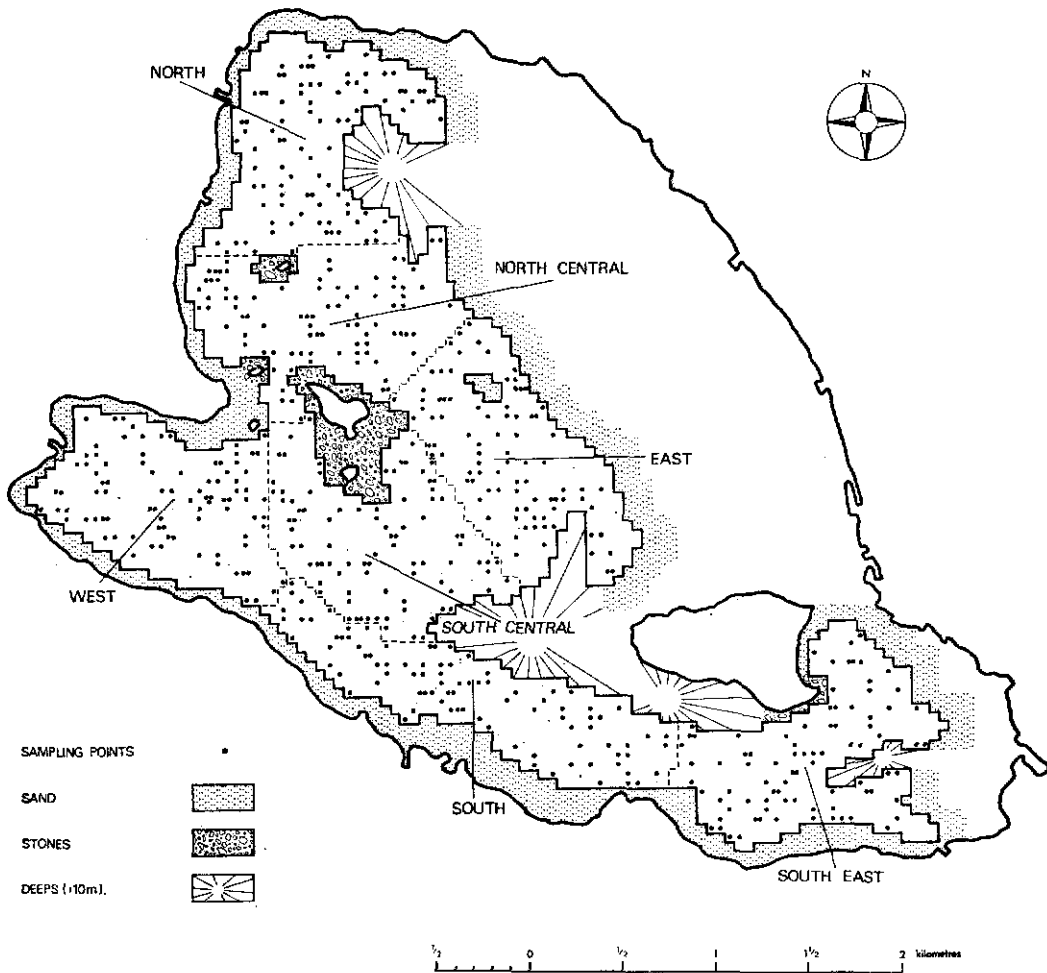 N
NORTH
NORTH CENTRAL
EAST
WEST
SOUTH CENTRAL
SAMPLING POINTS
SAND
SOUTH
STONES
DEEPS (›10m).
SOUTH EAST
1/2 0 1/2 1 1 1/2 2 kilometres